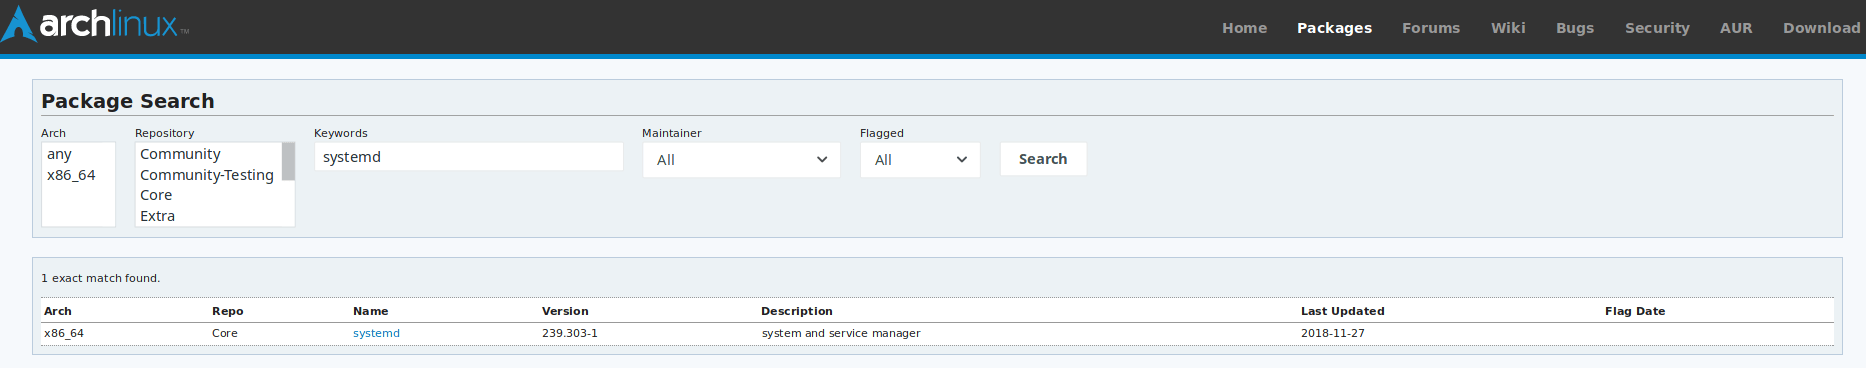 archlinux™
Home Packages Forums Wiki Bugs Security AUR Download
Package Search
Arch Repository Keywords Maintainer Flagged
any
x86_64
Community
Community-Testing
Core
Extra
systemd
All
All
Search
1 exact match found.
Arch Repo Name Version Description Last Updated Flag Date
x86_64 Core systemd 239.303-1 system and service manager 2018-11-27